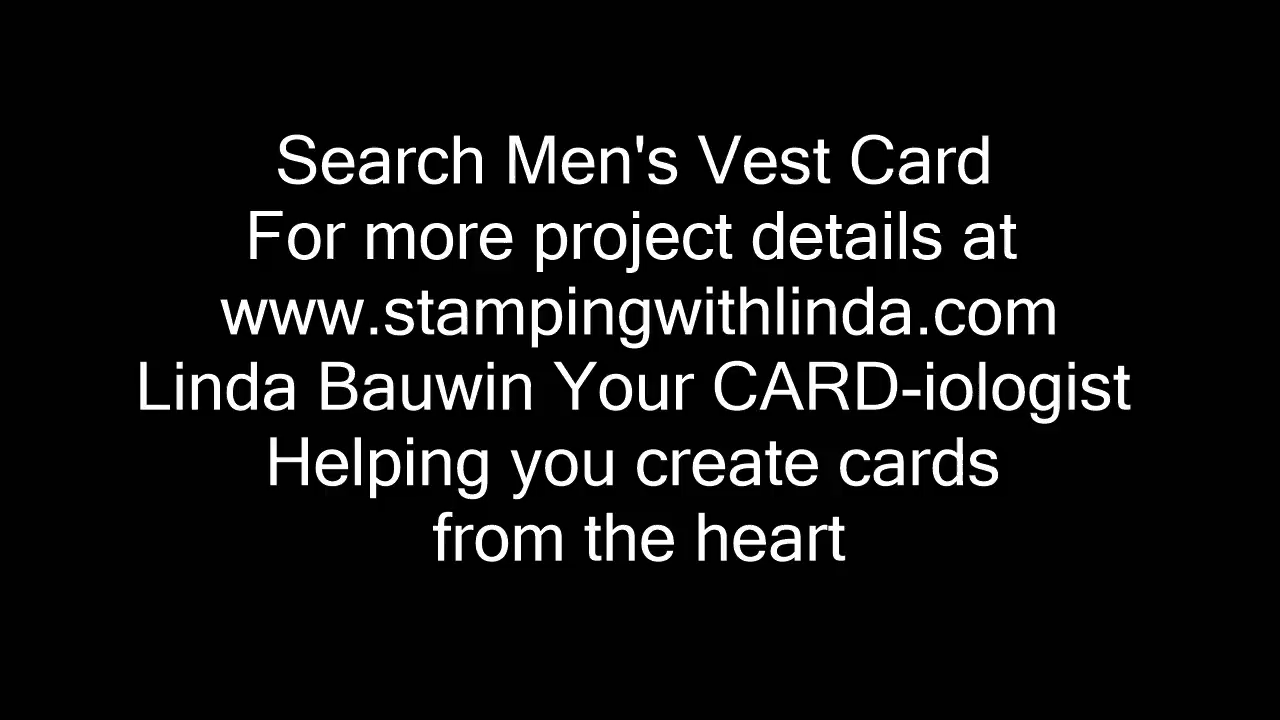 Search Men's Vest Card
For more project details at
www.stampingwithlinda.com
Linda Bauwin Your CARD-iologist
Helping you create cards
from the heart